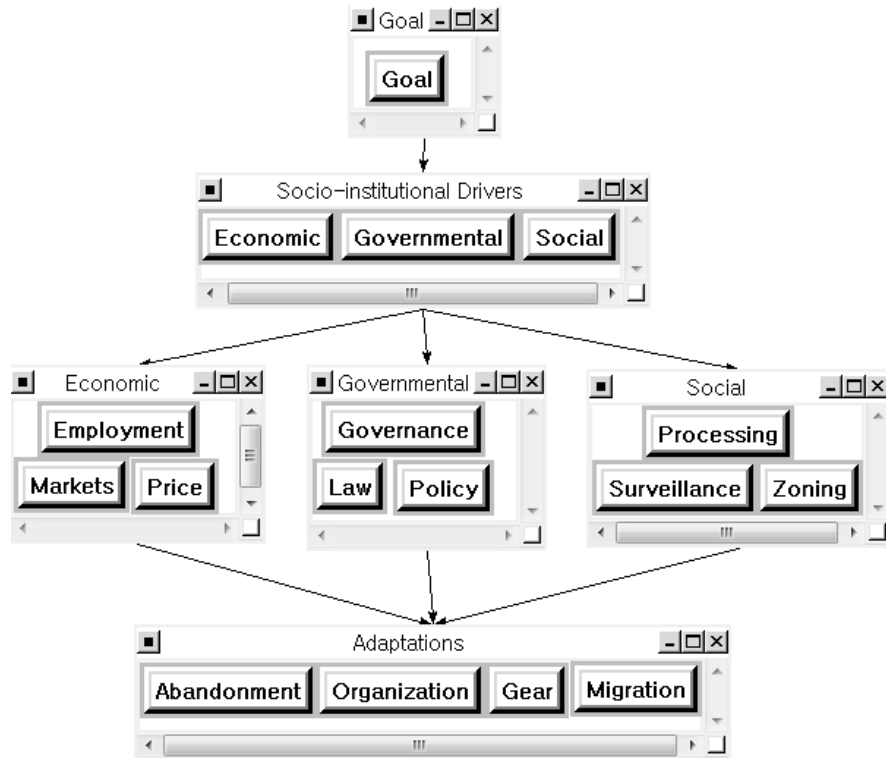 Goal
Goal
Socio-institutional Drivers
Economic Governmental Social
Economic
Employment
Markets Price
Governmental
Governance
Law Policy
Social
Processing
Surveillance Zoning
Adaptations
Abandonment Organization Gear Migration